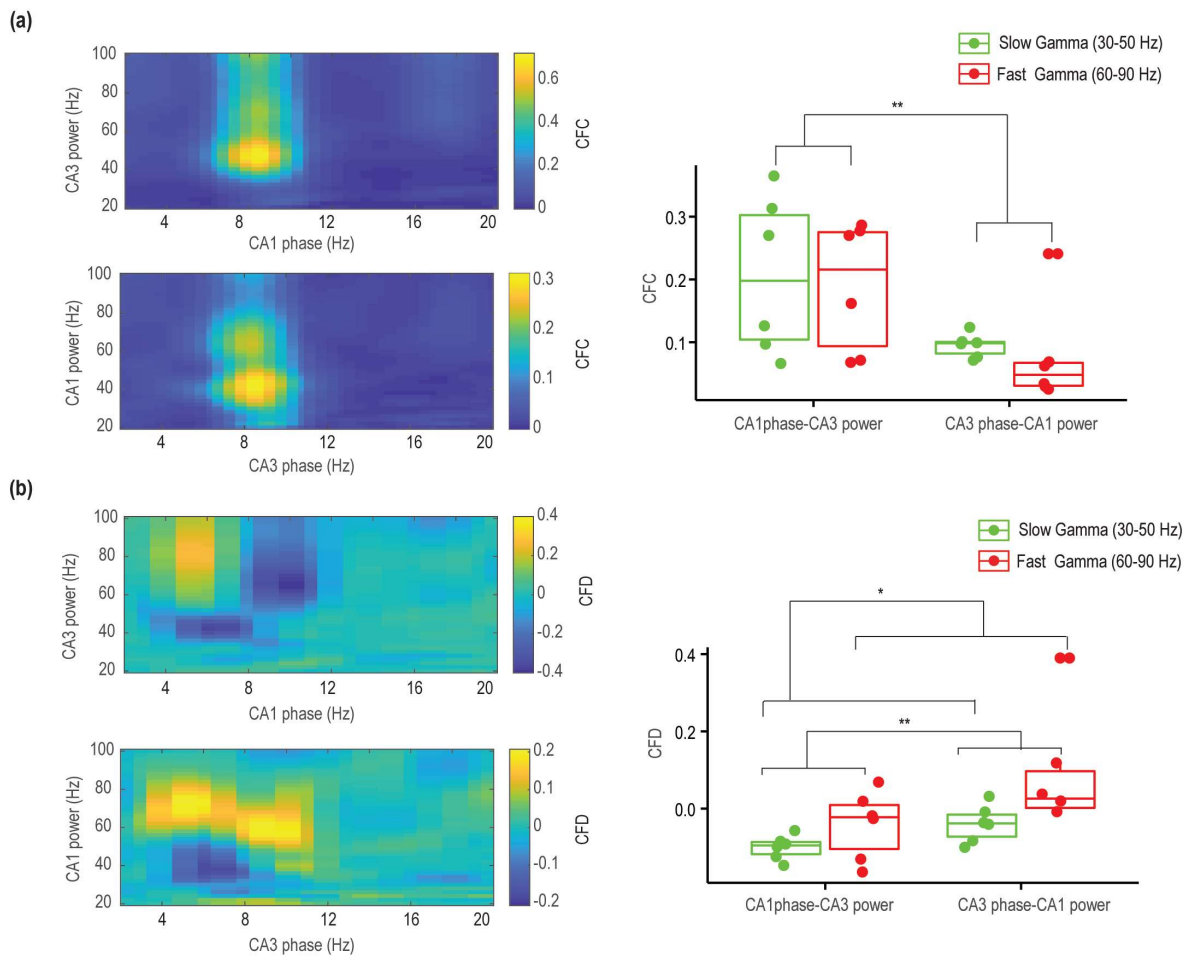 (a)
100
80
60
40
20
CA3 power (Hz)
4
8
12
16
20
CA1 phase (Hz)
0.6
0.4
0.2
0
CFC
100
80
60
40
20
CA1 power (Hz)
4
8
12
16
20
CA3 phase (Hz)
0.3
0.2
0.1
0
CFC
Slow Gamma (30-50 Hz)
Fast Gamma (60-90 Hz)
**
0.3
0.2
0.1
CFC
CA1phase-CA3 power
CA3 phase-CA1 power
(b)
100
80
60
40
20
CA3 power (Hz)
4
8
12
16
20
CA1 phase (Hz)
0.4
0.2
0
-0.2
-0.4
CFD
100
80
60
40
20
CA1 power (Hz)
4
8
12
16
20
CA3 phase (Hz)
0.2
0.1
0
-0.1
-0.2
CFD
Slow Gamma (30-50 Hz)
Fast Gamma (60-90 Hz)
*
**
0.4
0.2
0.0
CFD
CA1phase-CA3 power
CA3 phase-CA1 power